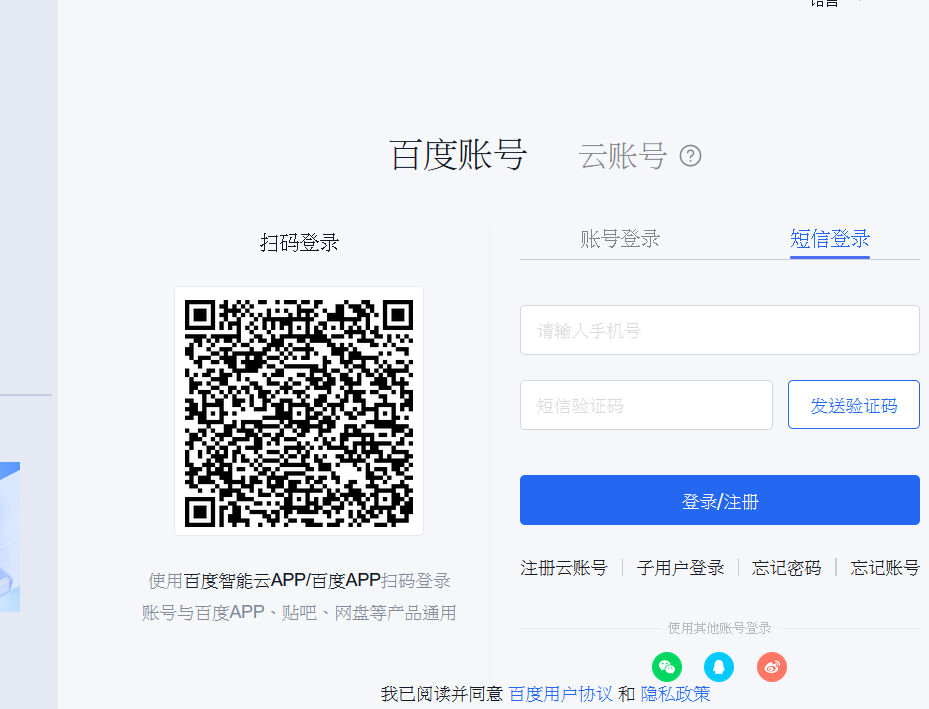 语言
百度账号 云账号 ?
扫码登录
账号登录 短信登录
请输入手机号
短信验证码 发送验证码
登录/注册
注册云账号 子用户登录 忘记密码 忘记账号
使用百度智能云APP/百度APP扫码登录
账号与百度APP、贴吧、网盘等产品通用
使用其他账号登录
我已阅读并同意 百度用户协议 和 隐私政策